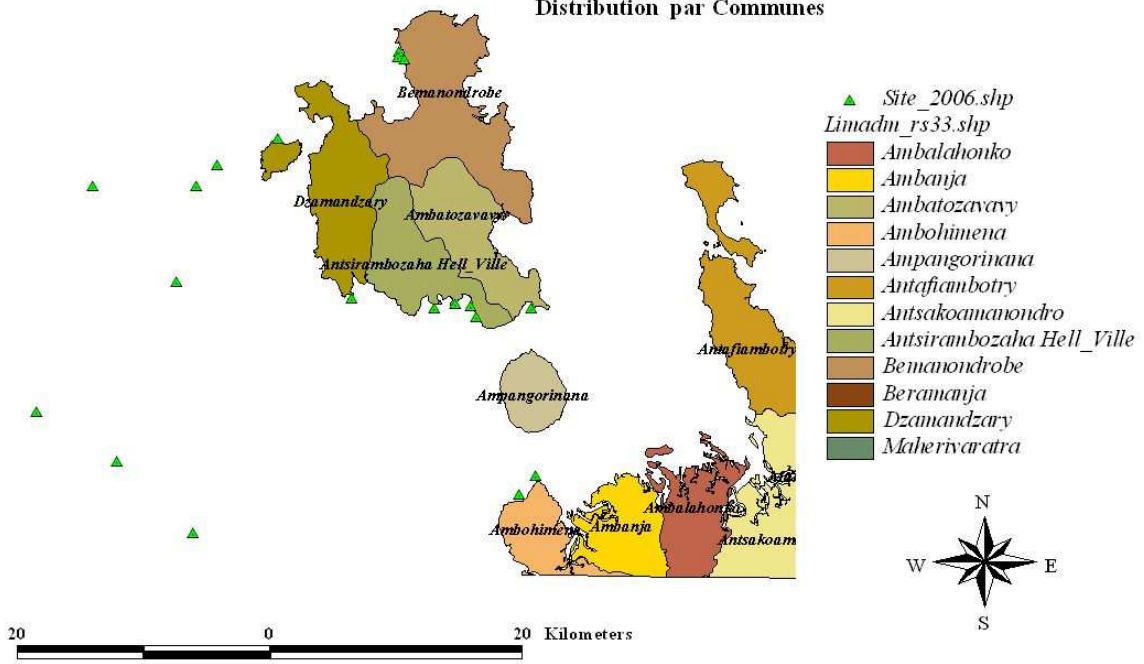 Distribution par Communes
Bemanondrobe
Dzamandzary
Ambatozavavy
Antsirambozaha Hell_Ville
Antafiambotry
Ampangorinana
Ambohimena
Ambanja
Ambalahonko
Antsakoam
Site_2006.shp
Limadm_rs33.shp
Ambalahonko
Ambanja
Ambatozavavy
Ambohimena
Ampangorinana
Antafiambotry
Antsakoamanondro
Antsirambozaha Hell_Ville
Bemanondrobe
Beramanja
Dzamandzary
Maherivaratra
N
W E
S
20 0 20 Kilometers